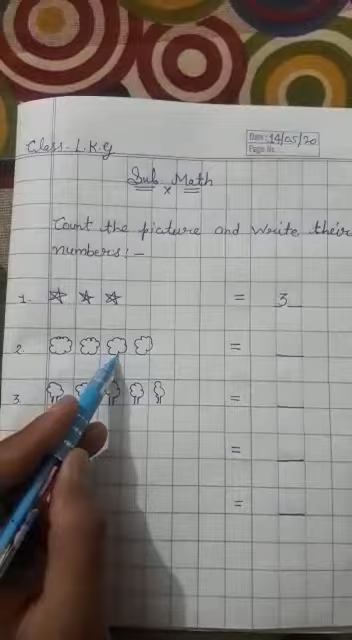 Class- L.K.G
Date: 14/05/20
Page No.
Sub Math
×
Count the picture and write their
numbers:-
1. = 3
2. =
3. =
=
=